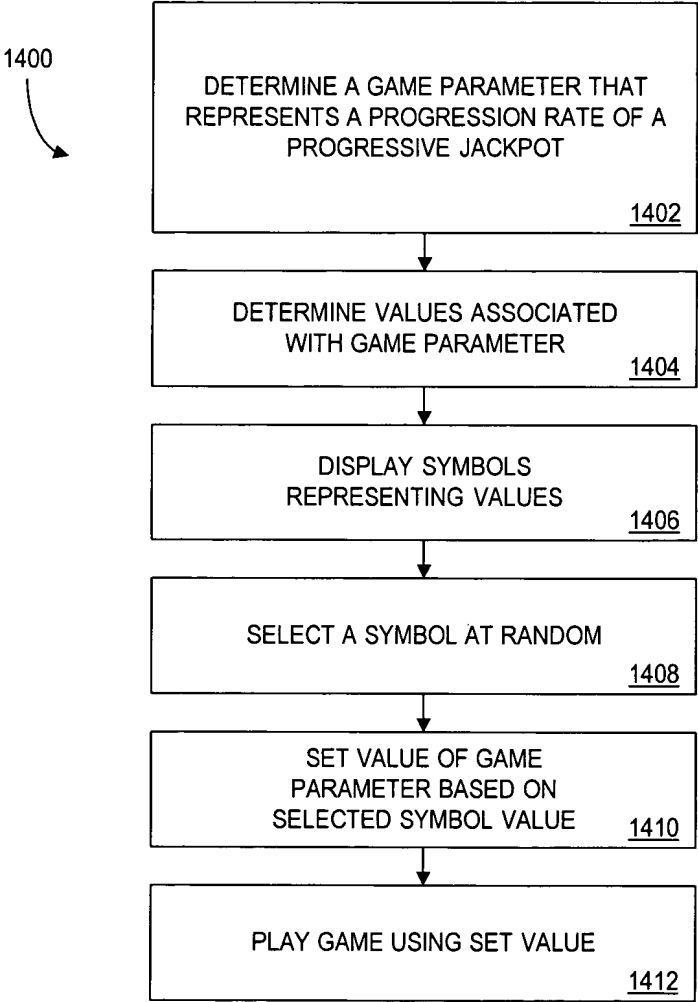 1400
DETERMINE A GAME PARAMETER THAT
REPRESENTS A PROGRESSION RATE OF A
PROGRESSIVE JACKPOT
1402
DETERMINE VALUES ASSOCIATED
WITH GAME PARAMETER
1404
DISPLAY SYMBOLS
REPRESENTING VALUES
1406
SELECT A SYMBOL AT RANDOM
1408
SET VALUE OF GAME
PARAMETER BASED ON
SELECTED SYMBOL VALUE
1410
PLAY GAME USING SET VALUE
1412